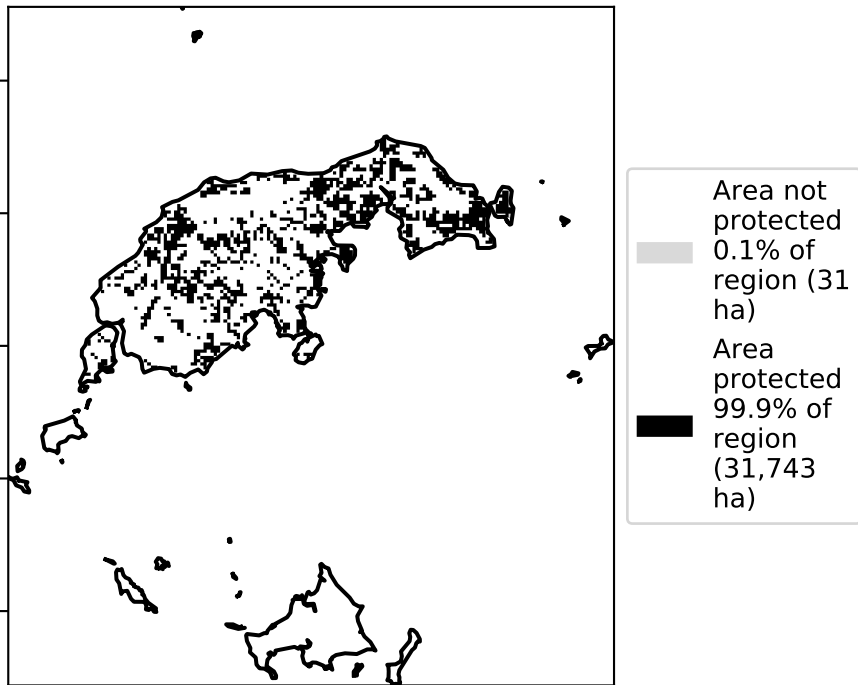 Area not
protected
0.1% of
region (31
ha)
Area
protected
99.9% of
region
(31,743
ha)